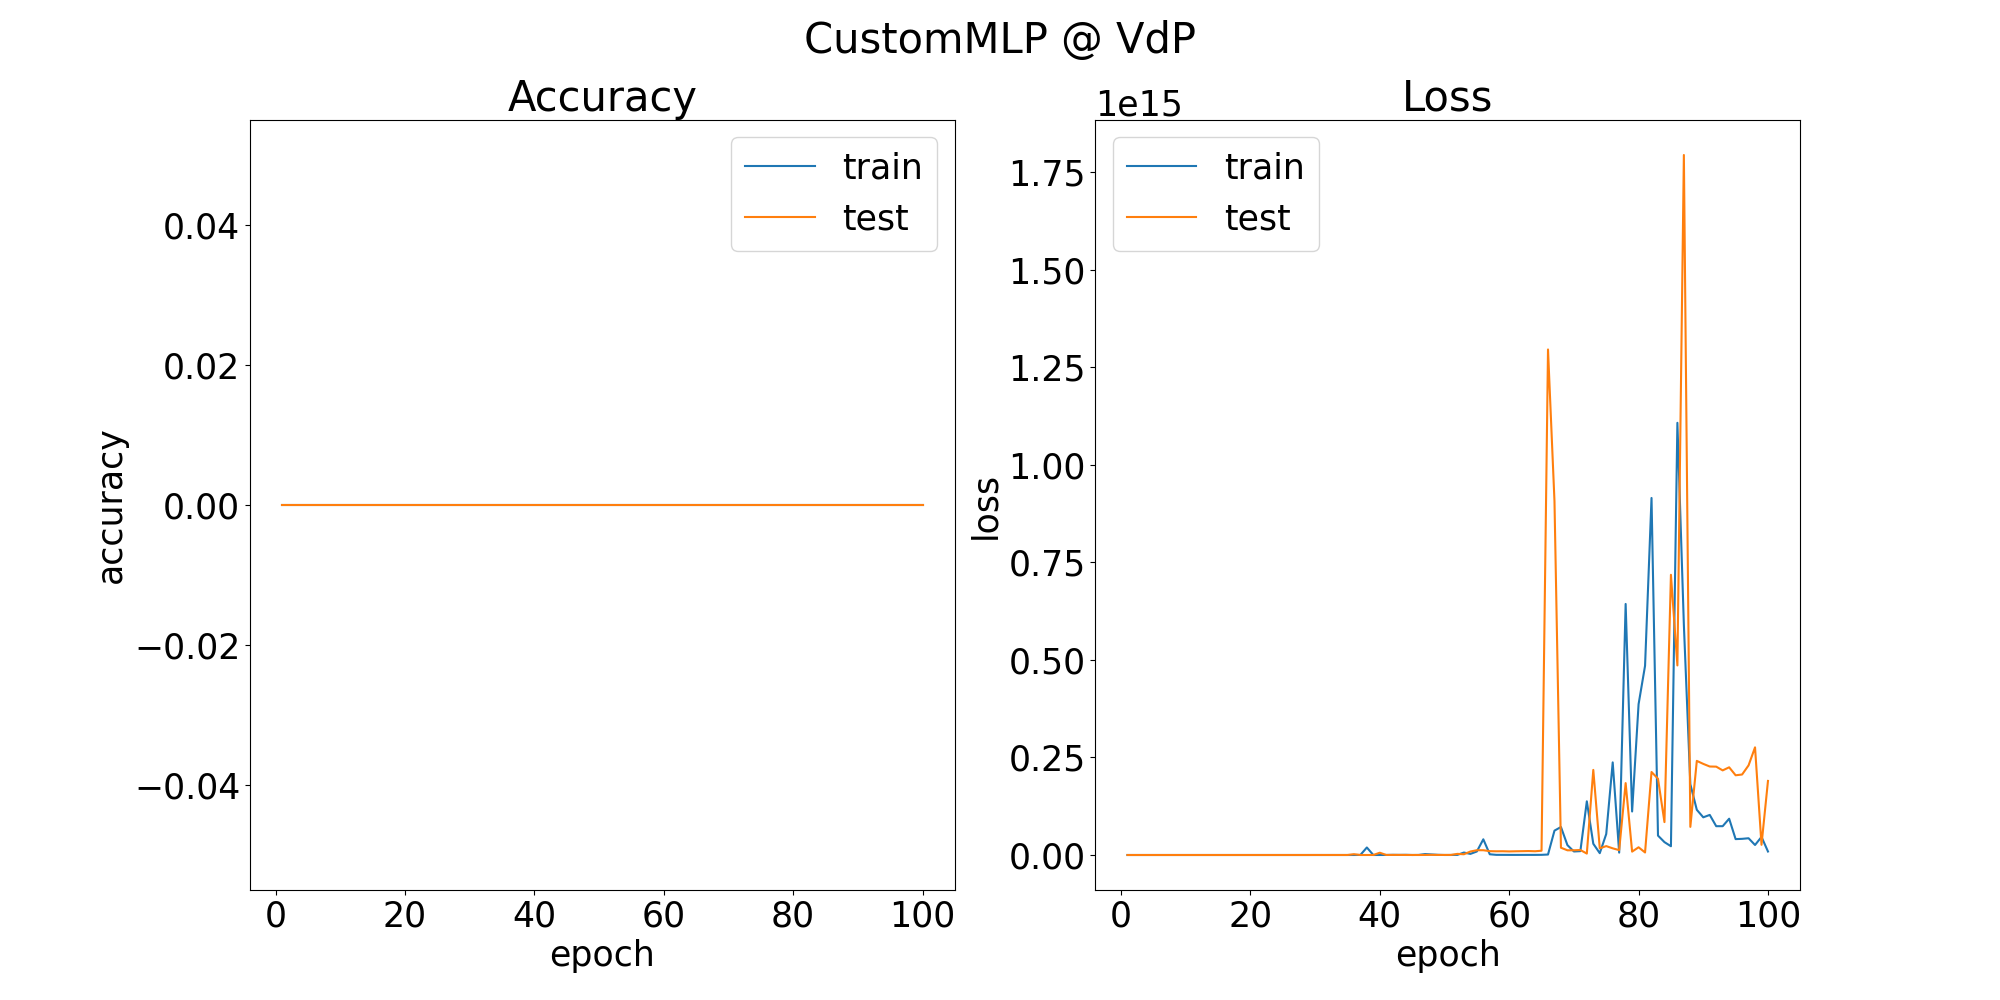 CustomMLP @ VdP
Accuracy
train
test
0.04
0.02
0.00
−0.02
−0.04
accuracy
0 20 40 60 80 100
epoch
Loss
1e15
train
test
1.75
1.50
1.25
1.00
0.75
0.50
0.25
0.00
loss
0 20 40 60 80 100
epoch